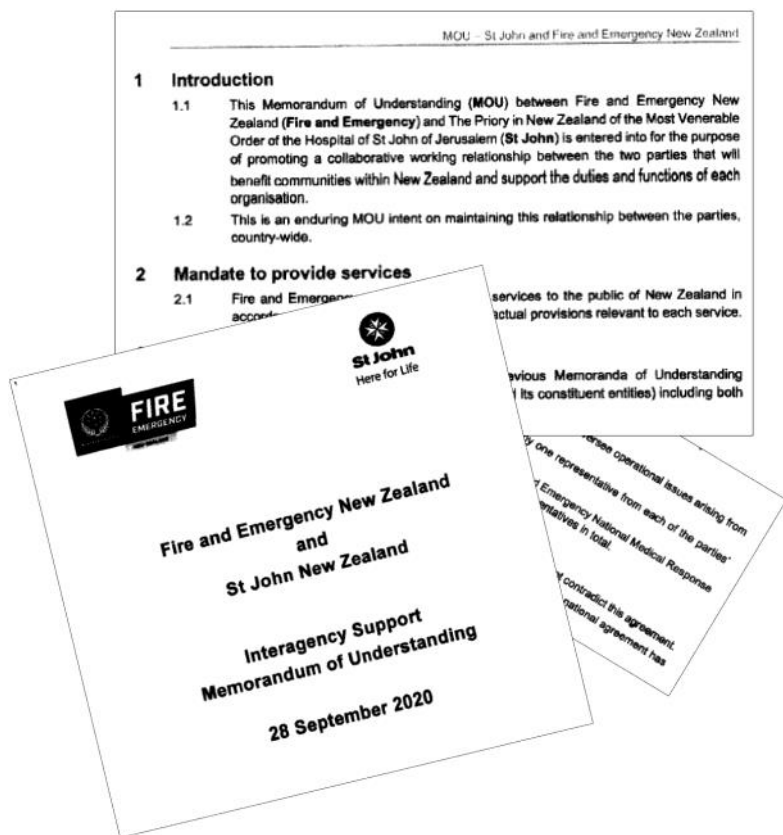 MOU – St John and Fire and Emergency New Zealand
1 Introduction
1.1 This Memorandum of Understanding (MOU) between Fire and Emergency New
Zealand (Fire and Emergency) and The Priory in New Zealand of the Most Venerable
Order of the Hospital of St John of Jerusalem (St John) is entered into for the purpose
of promoting a collaborative working relationship between the two parties that will
benefit communities within New Zealand and support the duties and functions of each
organisation.
1.2 This is an enduring MOU intent on maintaining this relationship between the parties,
country-wide.
2 Mandate to provide services
2.1 Fire and Emergency services to the public of New Zealand in
actual provisions relevant to each service.
Memoranda of Understanding
its constituent entities) including both
St John
Here for Life
FIRE
EMERGENCY
Fire and Emergency New Zealand
and
St John New Zealand
Interagency Support
Memorandum of Understanding
28 September 2020
operational issues arising from
one representative from each of the parties'
Emergency National Medical Response
in total.
contradict this agreement.
national agreement has